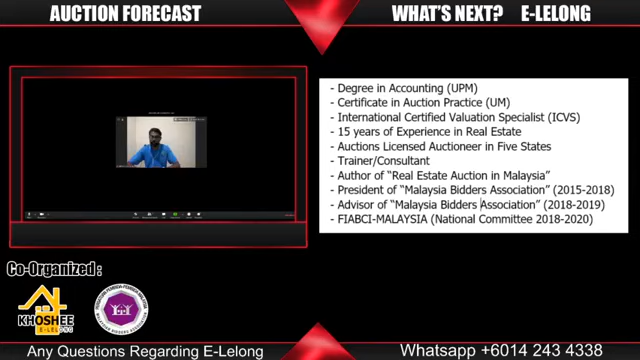 AUCTION FORECAST
WHAT'S NEXT? E-LELONG
- Degree in Accounting (UPM)
- Certificate in Auction Practice (UM)
- International Certified Valuation Specialist (ICVS)
- 15 years of Experience in Real Estate
- Auctions Licensed Auctioneer in Five States
- Trainer/Consultant
- Author of "Real Estate Auction in Malaysia"
- President of "Malaysia Bidders Association" (2015-2018)
- Advisor of "Malaysia Bidders Association" (2018-2019)
- FIABCI-MALAYSIA (National Committee 2018-2020)
Co-Organized :
KHOSHEE
E-LELONG
MALAYSIAN BIDDERS ASSOCIATION
Any Questions Regarding E-Lelong
Whatsapp +6014 243 4338